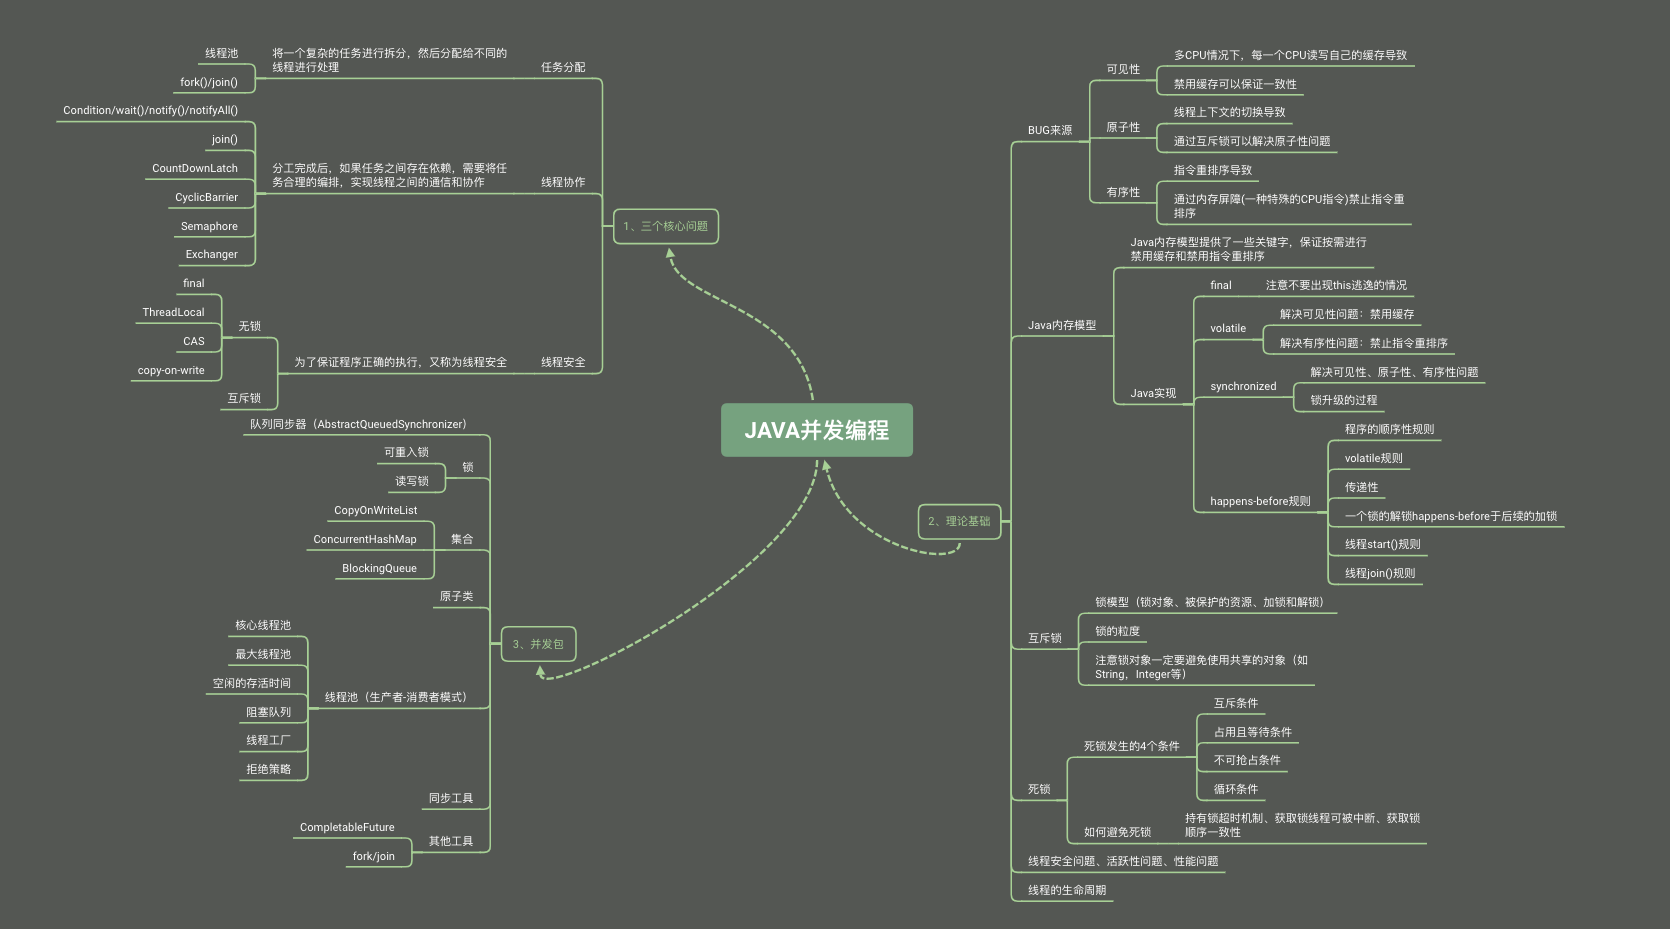 JAVA并发编程
1、三个核心问题
任务分配
将一个复杂的任务进行拆分，然后分配给不同的
线程进行处理
线程池
fork()/join()
线程协作
分工完成后，如果任务之间存在依赖，需要将任
务合理的编排，实现线程之间的通信和协作
Condition/wait()/notify()/notifyAll()
join()
CountDownLatch
CyclicBarrier
Semaphore
Exchanger
线程安全
为了保证程序正确的执行，又称为线程安全
无锁
final
ThreadLocal
CAS
copy-on-write
互斥锁
2、理论基础
BUG来源
可见性
多CPU情况下，每一个CPU读写自己的缓存导致
禁用缓存可以保证一致性
原子性
线程上下文的切换导致
通过互斥锁可以解决原子性问题
有序性
指令重排序导致
通过内存屏障(一种特殊的CPU指令)禁止指令重
排序
Java内存模型
Java内存模型提供了一些关键字，保证按需进行
禁用缓存和禁用指令重排序
Java实现
final
注意不要出现this逃逸的情况
volatile
解决可见性问题：禁用缓存
解决有序性问题：禁止指令重排序
synchronized
解决可见性、原子性、有序性问题
锁升级的过程
happens-before规则
程序的顺序性规则
volatile规则
传递性
一个锁的解锁happens-before于后续的加锁
线程start()规则
线程join()规则
互斥锁
锁模型（锁对象、被保护的资源、加锁和解锁）
锁的粒度
注意锁对象一定要避免使用共享的对象（如
String，Integer等）
死锁
死锁发生的4个条件
互斥条件
占用且等待条件
不可抢占条件
循环条件
如何避免死锁
持有锁超时机制、获取锁线程可被中断、获取锁
顺序一致性
线程安全问题、活跃性问题、性能问题
线程的生命周期
3、并发包
队列同步器（AbstractQueuedSynchronizer）
锁
可重入锁
读写锁
集合
CopyOnWriteList
ConcurrentHashMap
BlockingQueue
原子类
线程池（生产者-消费者模式）
核心线程池
最大线程池
空闲的存活时间
阻塞队列
线程工厂
拒绝策略
同步工具
其他工具
CompletableFuture
fork/join